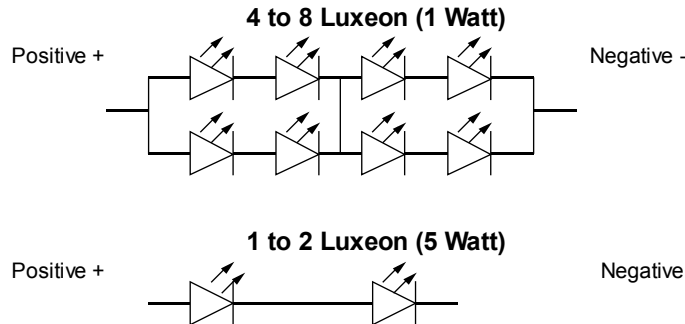 4 to 8 Luxeon (1 Watt)
Positive + Negative -
1 to 2 Luxeon (5 Watt)
Positive + Negative